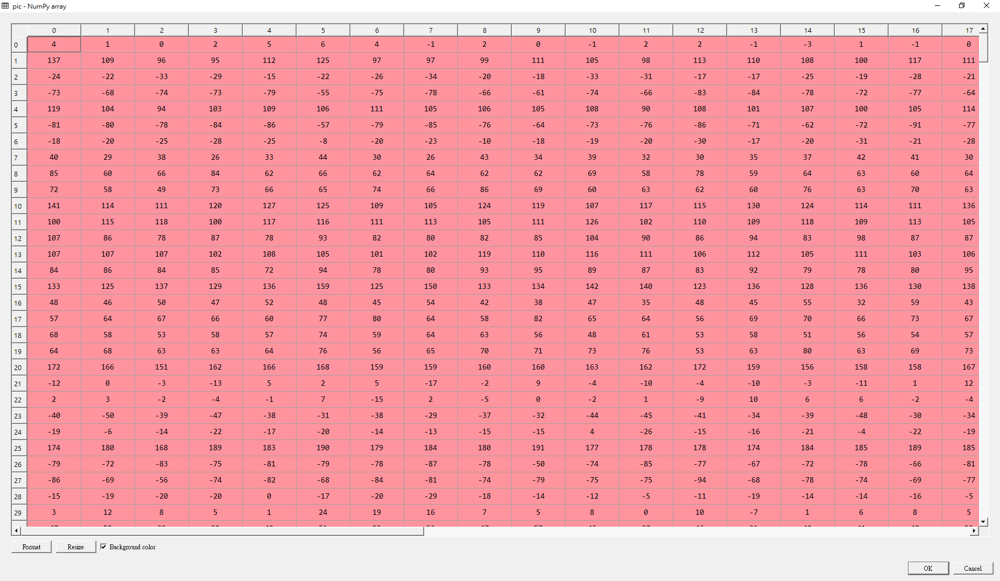 pic - NumPy array
0 1 2 3 4 5 6 7 8 9 10 11 12 13 14 15 16 17
0 4 1 0 2 5 6 4 -1 2 0 -1 2 2 -1 -3 1 -1 0
1 137 109 96 95 112 125 97 97 99 111 105 98 113 110 108 100 117 111
2 -24 -22 -33 -29 -15 -22 -26 -34 -20 -18 -33 -31 -17 -17 -25 -19 -28 -21
3 -73 -68 -74 -73 -79 -55 -75 -78 -66 -61 -74 -66 -83 -84 -78 -72 -77 -64
4 119 104 94 103 109 106 111 105 106 105 108 90 108 101 107 100 105 114
5 -81 -80 -78 -84 -86 -57 -79 -85 -76 -64 -73 -76 -86 -71 -62 -72 -91 -77
6 -18 -20 -25 -28 -25 -8 -20 -23 -10 -18 -19 -20 -30 -17 -20 -31 -21 -28
7 40 29 38 26 33 44 30 26 43 34 39 32 30 35 37 42 41 30
8 85 60 66 84 62 66 62 64 62 62 69 58 78 59 64 63 60 64
9 72 58 49 73 66 65 74 66 86 69 60 63 62 60 76 63 70 63
10 141 114 111 120 127 125 109 105 124 119 107 117 115 130 124 114 111 136
11 100 115 118 100 117 116 111 113 105 111 126 102 110 109 118 109 113 105
12 107 86 78 87 78 93 82 80 82 85 104 90 86 94 83 98 87 87
13 107 107 107 102 108 105 101 102 119 110 116 111 106 112 105 111 103 106
14 84 86 84 85 72 94 78 80 93 95 89 87 83 92 79 78 80 95
15 133 125 137 129 136 159 125 150 133 134 142 140 123 136 128 136 130 138
16 48 46 50 47 52 48 45 54 42 38 47 35 48 45 55 32 59 43
17 57 64 67 66 60 77 80 64 58 82 65 64 56 69 70 66 73 67
18 68 58 53 58 57 74 59 64 63 56 48 61 53 58 51 56 54 57
19 64 68 63 63 64 76 56 65 70 71 73 76 53 63 80 63 69 73
20 172 166 151 162 166 168 159 159 160 160 163 162 172 159 156 158 158 167
21 -12 0 -3 -13 5 2 5 -17 -2 9 -4 -10 -4 -10 -3 -11 1 12
22 2 3 -2 -4 -1 7 -15 2 -5 0 -2 1 -9 10 6 6 -2 -4
23 -40 -50 -39 -47 -38 -31 -38 -29 -37 -32 -44 -45 -41 -34 -39 -48 -30 -34
24 -19 -6 -14 -22 -17 -20 -14 -13 -15 -15 4 -26 -15 -16 -21 -4 -22 -19
25 174 180 168 189 183 190 179 184 180 191 177 178 178 174 184 185 189 185
26 -79 -72 -83 -75 -81 -79 -78 -87 -78 -50 -74 -85 -77 -67 -72 -78 -66 -81
27 -86 -69 -56 -74 -82 -68 -84 -81 -74 -79 -75 -75 -94 -68 -78 -74 -69 -77
28 -15 -19 -20 -20 0 -17 -20 -29 -18 -14 -12 -5 -11 -19 -14 -14 -16 -5
29 3 12 8 5 1 24 19 16 7 5 8 0 10 -7 1 6 8 5
Format Resize Background color
OK Cancel